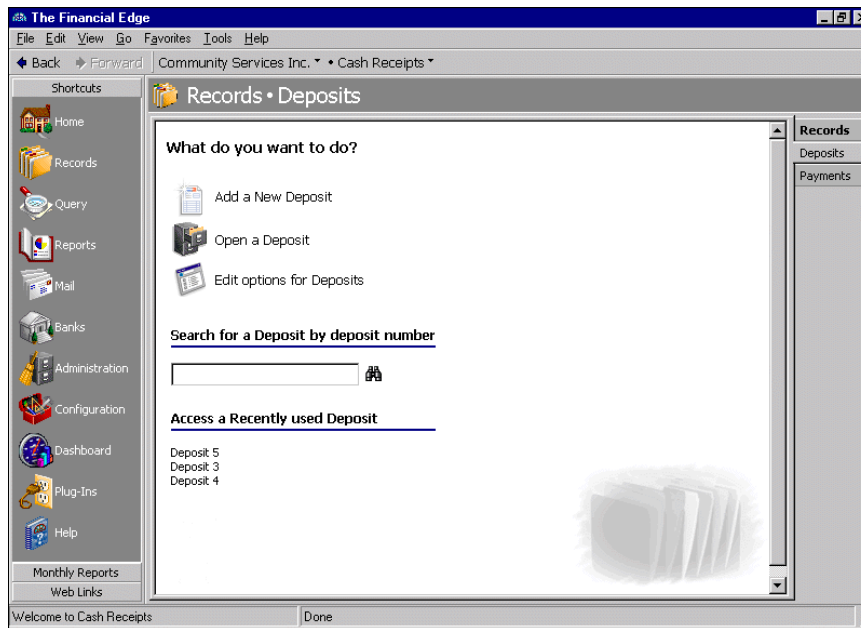 The Financial Edge
File Edit View Go Favorites Tools Help
Back Forward Community Services Inc. • Cash Receipts
Shortcuts
Home
Records
Query
Reports
Mail
Banks
Administration
Configuration
Dashboard
Plug-Ins
Help
Monthly Reports
Web Links
Records • Deposits
What do you want to do?
Add a New Deposit
Open a Deposit
Edit options for Deposits
Search for a Deposit by deposit number
Access a Recently used Deposit
Deposit 5
Deposit 3
Deposit 4
Records
Deposits
Payments
Welcome to Cash Receipts Done